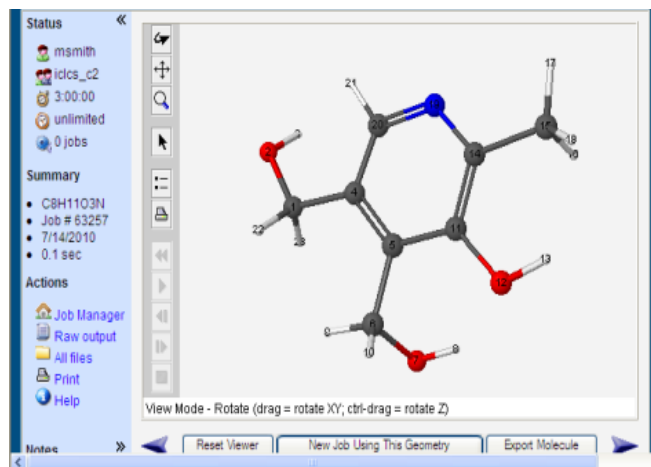 Status «
msmith
iclcs_c2
3:00:00
unlimited
0 jobs
Summary
C8H11O3N
Job # 63257
7/14/2010
0.1 sec
Actions
Job Manager
Raw output
All files
Print
Help
Notes »
17
21
20
14
15
2
4
1
22
23
5
11
12
13
6
9
10
7
8
View Mode - Rotate (drag = rotate XY; ctrl-drag = rotate Z)
Reset Viewer
New Job Using This Geometry
Export Molecule